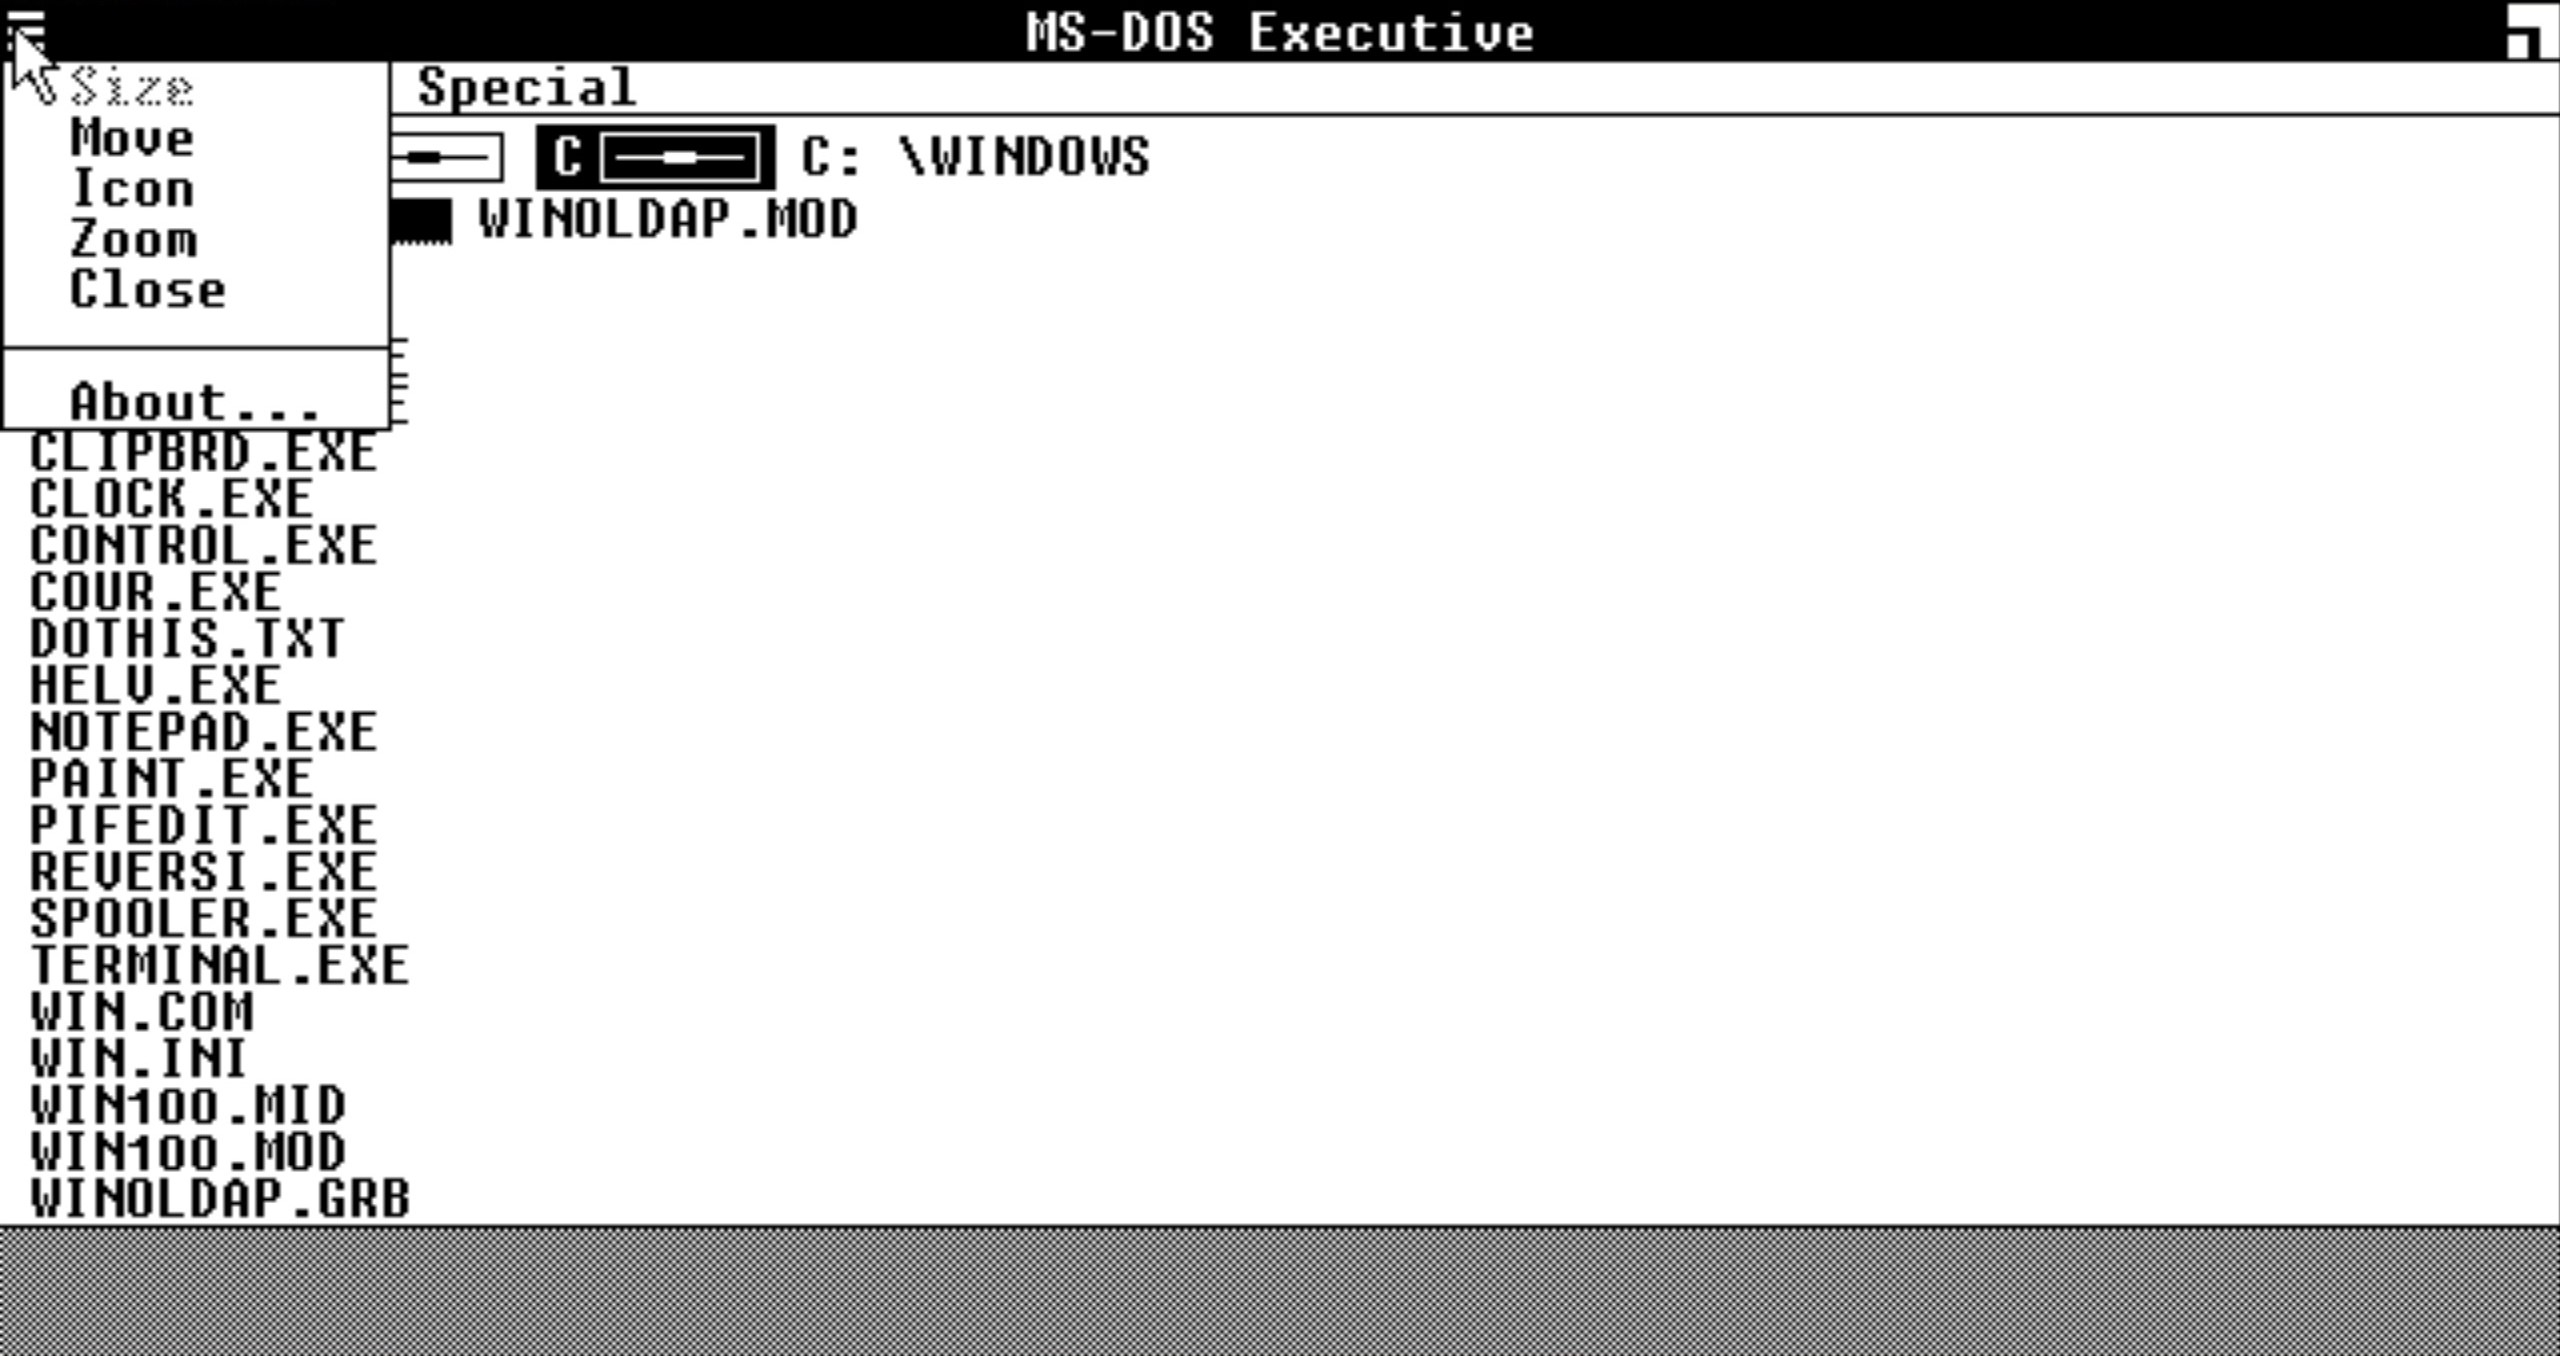 MS-DOS Executive
Special
Size
Move
Icon
Zoom
Close
About...
C C: \WINDOWS
WINOLDAP.MOD
CLIPBRD.EXE
CLOCK.EXE
CONTROL.EXE
COUR.EXE
DOTHIS.TXT
HELV.EXE
NOTEPAD.EXE
PAINT.EXE
PIFEDIT.EXE
REVERSI.EXE
SPOOLER.EXE
TERMINAL.EXE
WIN.COM
WIN.INI
WIN100.MID
WIN100.MOD
WINOLDAP.GRB